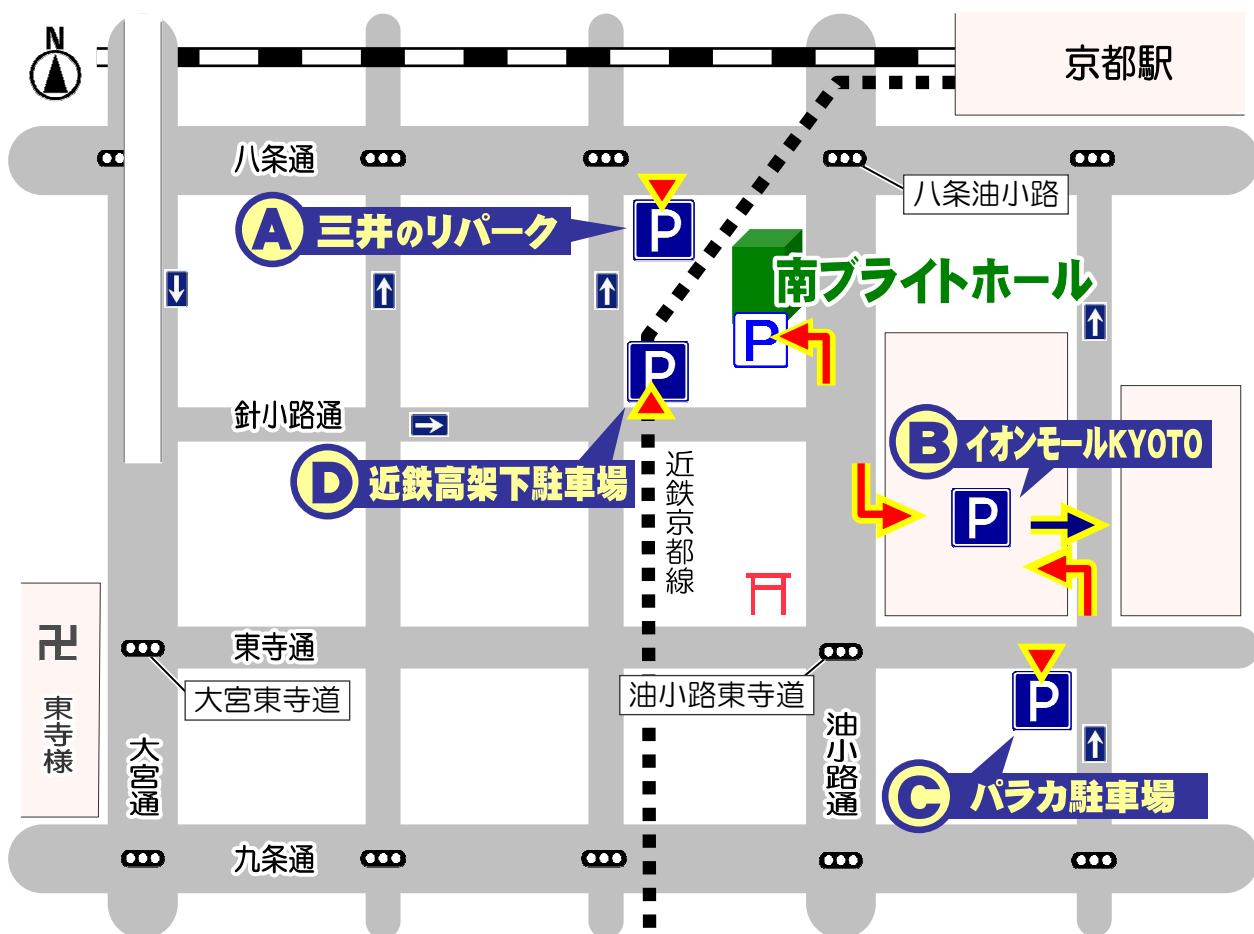 N
京都駅
八条通
八条油小路
A 三井のリパーク
P
南ブライトホール
P
P
針小路通
B イオンモールKYOTO
D 近鉄高架下駐車場
近鉄京都線
P
卍
東寺様
東寺通
大宮東寺道
油小路東寺道
P
大宮通
油小路通
C パラカ駐車場
九条通